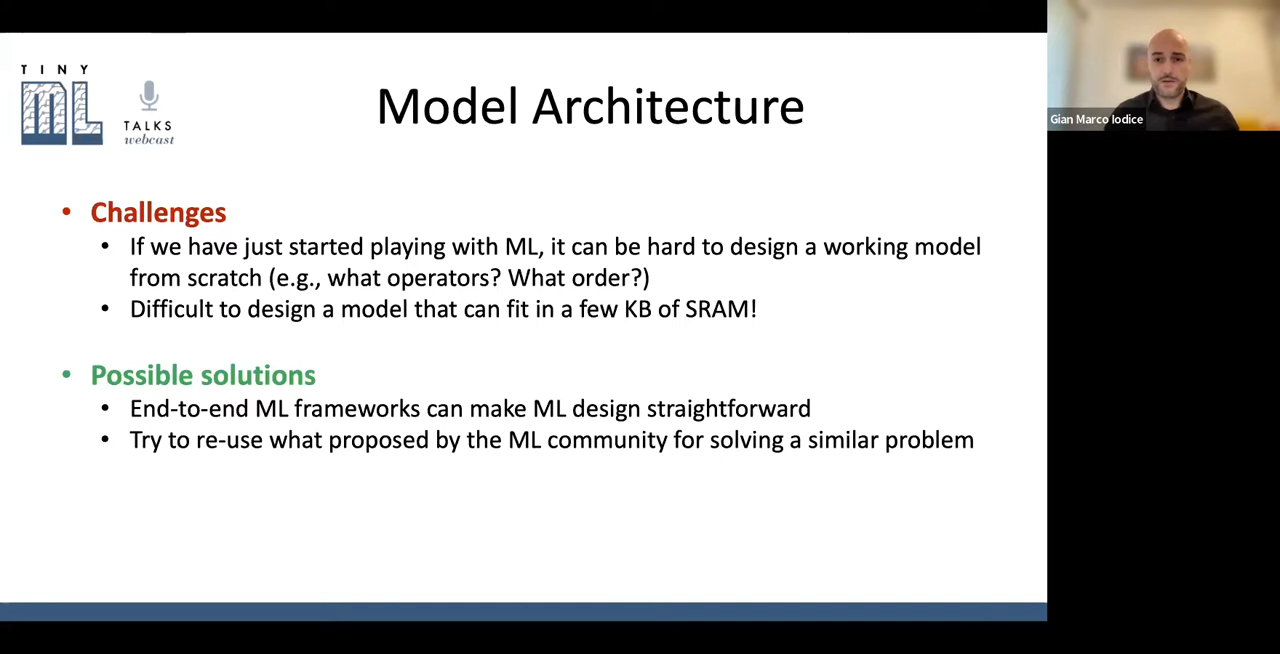 TINY
ML
TALKS
webcast
Model Architecture
Gian Marco Iodice
• Challenges
• If we have just started playing with ML, it can be hard to design a working model
from scratch (e.g., what operators? What order?)
• Difficult to design a model that can fit in a few KB of SRAM!
• Possible solutions
• End-to-end ML frameworks can make ML design straightforward
• Try to re-use what proposed by the ML community for solving a similar problem